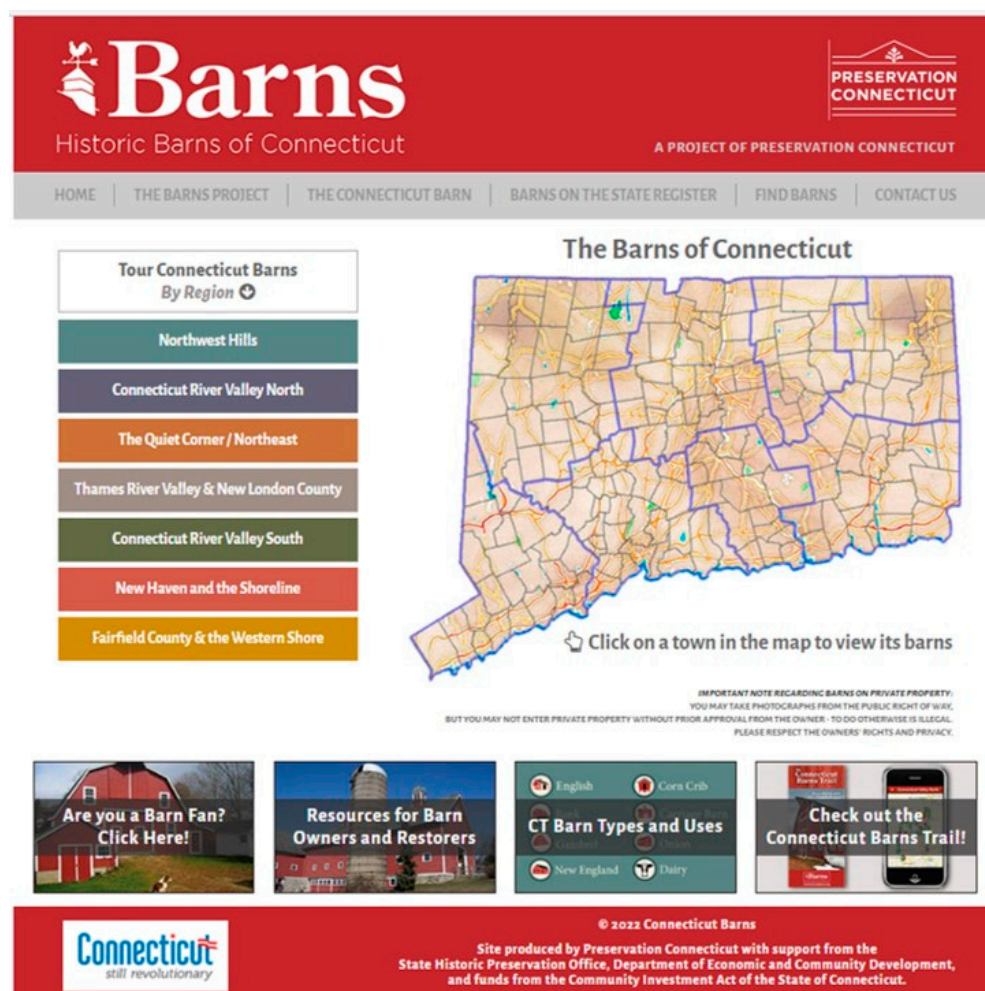 Barns
Historic Barns of Connecticut
PRESERVATION
CONNECTICUT
A PROJECT OF PRESERVATION CONNECTICUT
HOME
THE BARNS PROJECT
THE CONNECTICUT BARN
BARNS ON THE STATE REGISTER
FIND BARNS
CONTACT US
Tour Connecticut Barns
By Region
Northwest Hills
Connecticut River Valley North
The Quiet Corner / Northeast
Thames River Valley & New London County
Connecticut River Valley South
New Haven and the Shoreline
Fairfield County & the Western Shore
The Barns of Connecticut
Click on a town in the map to view its barns
IMPORTANT NOTE REGARDING BARNS ON PRIVATE PROPERTY:
YOU MAY TAKE PHOTOGRAPHS FROM THE PUBLIC RIGHT OF WAY,
BUT YOU MAY NOT ENTER PRIVATE PROPERTY WITHOUT PRIOR APPROVAL FROM THE OWNER - TO DO OTHERWISE IS ILLEGAL.
PLEASE RESPECT THE OWNERS' RIGHTS AND PRIVACY.
Are you a Barn Fan?
Click Here!
Resources for Barn
Owners and Restorers
English
Corn Crib
CT Barn Types and Uses
New England
Dairy
Connecticut
Barns Trail
Check out the
Connecticut Barns Trail!
Connecticut
still revolutionary
© 2022 Connecticut Barns
Site produced by Preservation Connecticut with support from the
State Historic Preservation Office, Department of Economic and Community Development,
and funds from the Community Investment Act of the State of Connecticut.